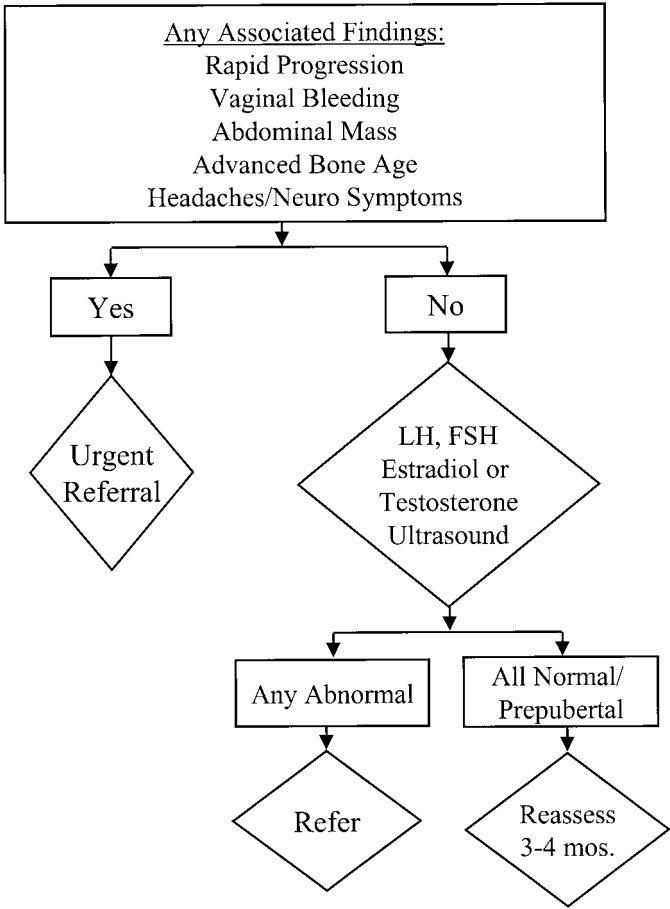 Any Associated Findings:
Rapid Progression
Vaginal Bleeding
Abdominal Mass
Advanced Bone Age
Headaches/Neuro Symptoms
Yes
No
Urgent
Referral
LH, FSH
Estradiol or
Testosterone
Ultrasound
Any Abnormal
All Normal/
Prepubertal
Refer
Reassess
3-4 mos.